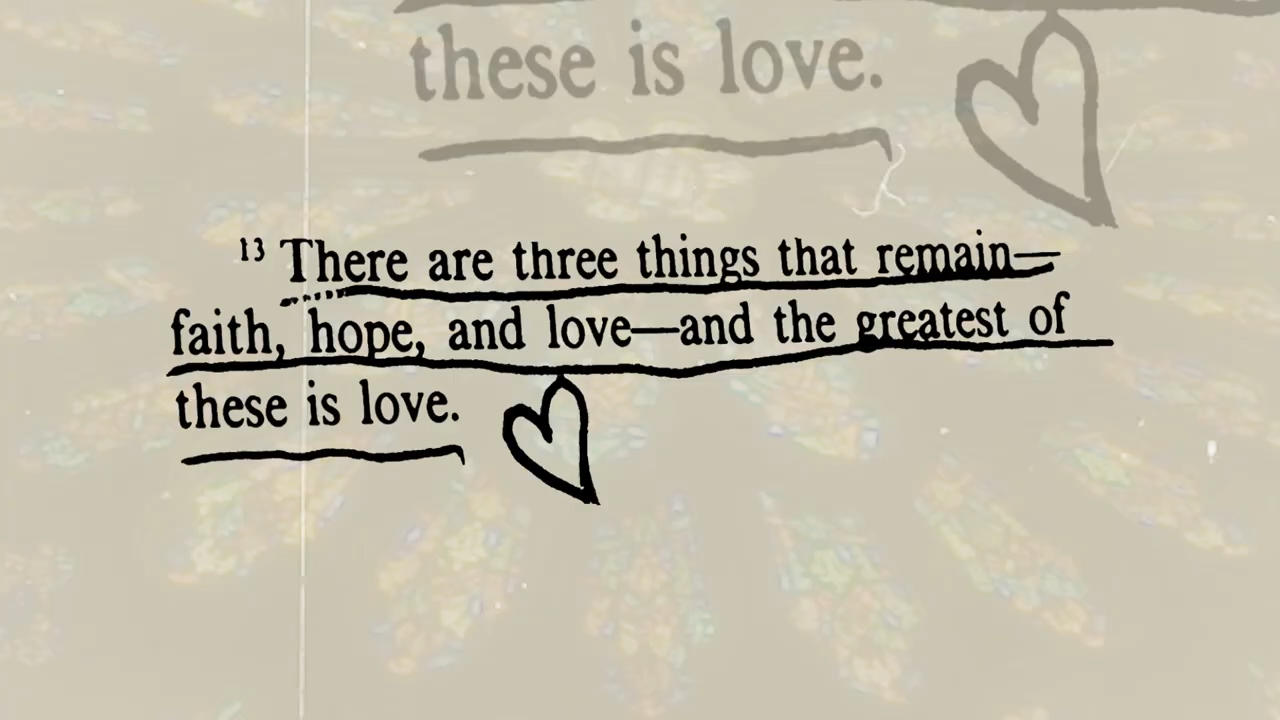 these is love.
13 There are three things that remain—
faith, hope, and love—and the greatest of
these is love.